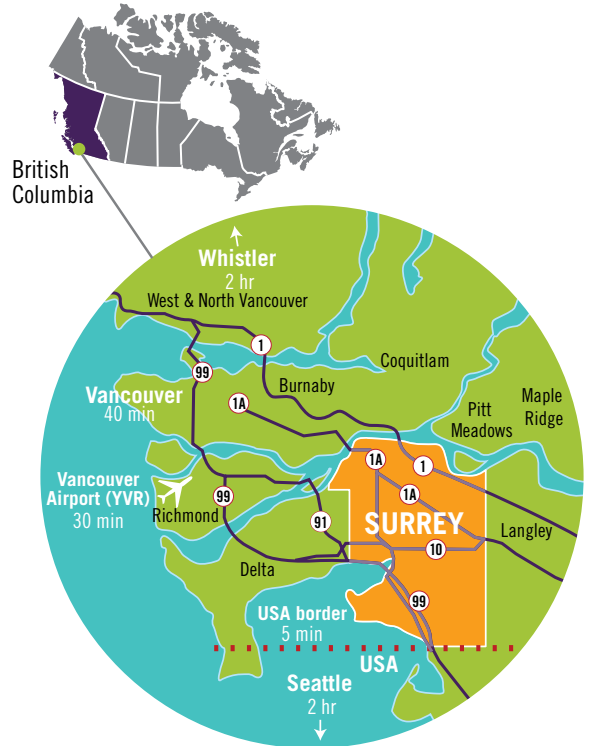 British
Columbia
Whistler
2 hr
West & North Vancouver
1
99
Coquitlam
Vancouver
40 min
Burnaby
1A
Maple
Ridge
Pitt
Meadows
1A
1
Vancouver
Airport (YVR)
30 min
99
Richmond
91
1A
SURREY
Langley
10
Delta
99
USA border
5 min
USA
Seattle
2 hr